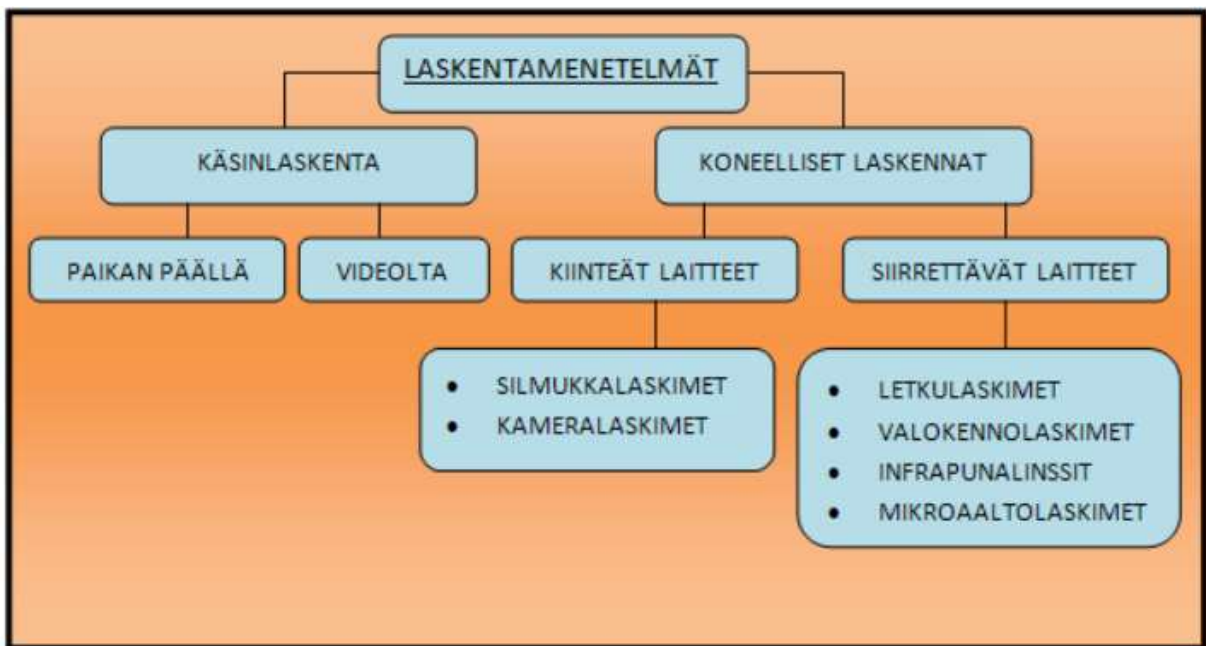 LASKENTAMENETELMÄT
KÄSINLASKENTA
KONEELLISET LASKENNAT
PAIKAN PÄÄLLÄ
VIDEOLTA
KIINTEÄT LAITTEET
SIIRRETTÄVÄT LAITTEET
• SILMUKKALASKIMET
• KAMERALASKIMET
• LETKULASKIMET
• VALOKENNOLASKIMET
• INFRAPUNALINSSIT
• MIKROAALTOLASKIMET